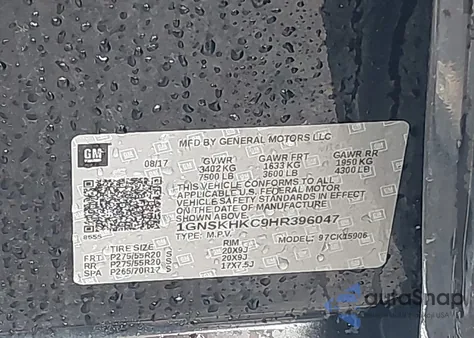 MFD BY GENERAL MOTORS LLC
GM
08/17
GVWR GAWR FRT GAWR RR
3402 KG 1633 KG 1950 KG
7500 LB 3600 LB 4300 LB
THIS VEHICLE CONFORMS TO ALL
APPLICABLE U.S. FEDERAL MOTOR
VEHICLE SAFETY STANDARDS IN EFFECT
ON THE DATE OF MANUFACTURE SHOWN ABOVE
1GNSKHKC9HR396047
TYPE: M.P.V. MODEL: 97CK15906
TIRE SIZE RIM
FRT P275/55R20 S 20X9J
RR P275/55R20 S 20X9J
SPA P265/70R17 S 17X7.5J
autoSnap